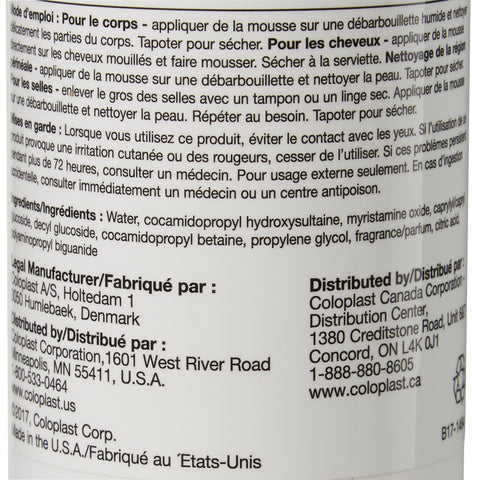 Mode d'emploi : Pour le corps - appliquer de la mousse sur une débarbouillette humide et nettoyer
délicatement les parties du corps. Tapoter pour sécher. Pour les cheveux - appliquer de la mousse
directement sur les cheveux mouillés et faire mousser. Sécher à la serviette. Nettoyage de la région
périnéale - appliquer de la mousse sur une débarbouillette et nettoyer la peau. Tapoter pour sécher.
Pour les selles - enlever le gros des selles avec un tampon ou un linge sec. Appliquer de la mousse
sur une débarbouillette et nettoyer la peau. Répéter au besoin. Tapoter pour sécher.
Mises en garde : Lorsque vous utilisez ce produit, éviter le contact avec les yeux. Si l'utilisation de ce
produit provoque une irritation cutanée ou des rougeurs, cesser de l'utiliser. Si ces problèmes persistent
pendant plus de 72 heures, consulter un médecin. Pour usage externe seulement. En cas d'ingestion
accidentelle, consulter immédiatement un médecin ou un centre antipoison.
Ingredients/Ingrédients : Water, cocamidopropyl hydroxysultaine, myristamine oxide, caprylyl/capryl
glucoside, decyl glucoside, cocamidopropyl betaine, propylene glycol, fragrance/parfum, citric acid,
polyaminopropyl biguanide
Legal Manufacturer/Fabriqué par :
Coloplast A/S, Holtedam 1
3050 Humlebaek, Denmark
Distributed by/Distribué par :
Coloplast Corporation, 1601 West River Road
Minneapolis, MN 55411, U.S.A.
1-800-533-0464
www.coloplast.us
©2017, Coloplast Corp.
Made in the U.S.A./Fabriqué au ´Etats-Unis
Distributed by/Distribué par :
Coloplast Canada Corporation -
Distribution Center,
1380 Creditstone Road, Unit
Concord, ON L4K 0J1
1-888-880-8605
www.coloplast.ca